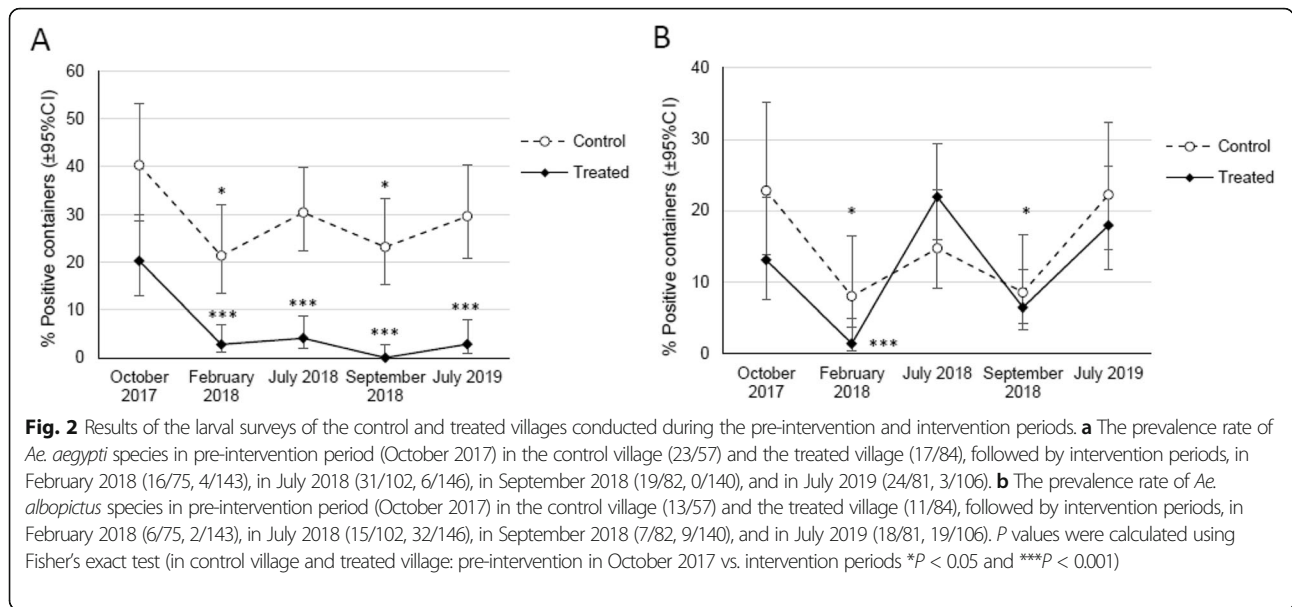 A
B
% Positive containers (±95%CI)
60
50
40
30
20
10
0
*
*
***
***
***
***
October 2017
February 2018
July 2018
September 2018
July 2019
Control
Treated
% Positive containers (±95%CI)
40
30
20
10
0
*
*
***
October 2017
February 2018
July 2018
September 2018
July 2019
Control
Treated
Fig. 2 Results of the larval surveys of the control and treated villages conducted during the pre-intervention and intervention periods. a The prevalence rate of
Ae. aegypti species in pre-intervention period (October 2017) in the control village (23/57) and the treated village (17/84), followed by intervention periods, in
February 2018 (16/75, 4/143), in July 2018 (31/102, 6/146), in September 2018 (19/82, 0/140), and in July 2019 (24/81, 3/106). b The prevalence rate of Ae.
albopictus species in pre-intervention period (October 2017) in the control village (13/57) and the treated village (11/84), followed by intervention periods, in
February 2018 (6/75, 2/143), in July 2018 (15/102, 32/146), in September 2018 (7/82, 9/140), and in July 2019 (18/81, 19/106). P values were calculated using
Fisher's exact test (in control village and treated village: pre-intervention in October 2017 vs. intervention periods *P < 0.05 and ***P < 0.001)